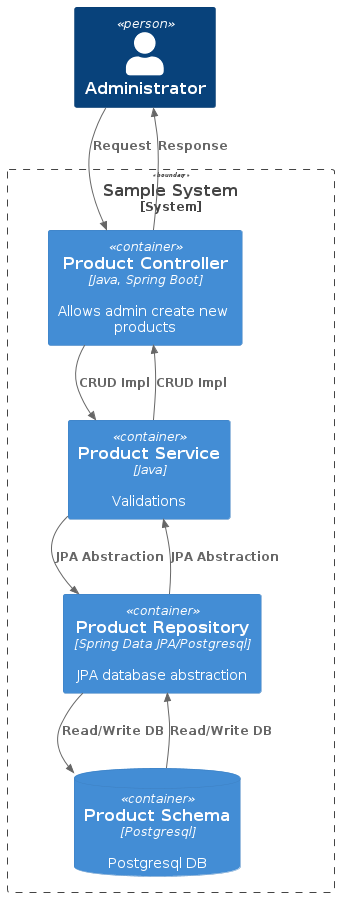 «person»
Administrator
Request Response
«boundary»
Sample System
[System]
«container»
Product Controller
[Java, Spring Boot]
Allows admin create new
products
CRUD Impl CRUD Impl
«container»
Product Service
[Java]
Validations
JPA Abstraction JPA Abstraction
«container»
Product Repository
[Spring Data JPA/Postgresql]
JPA database abstraction
Read/Write DB Read/Write DB
«container»
Product Schema
[Postgresql]
Postgresql DB